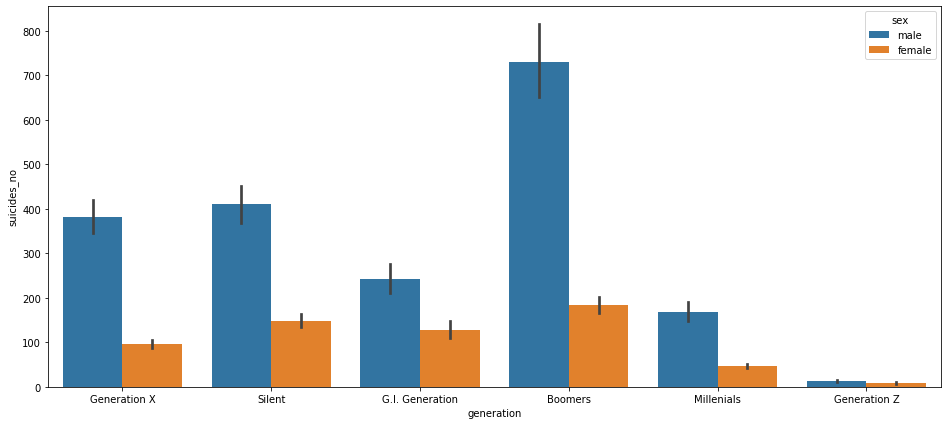 800
700
600
500
400
300
200
100
0
suicides_no
sex
male
female
Generation X Silent G.I. Generation Boomers Millenials Generation Z
generation